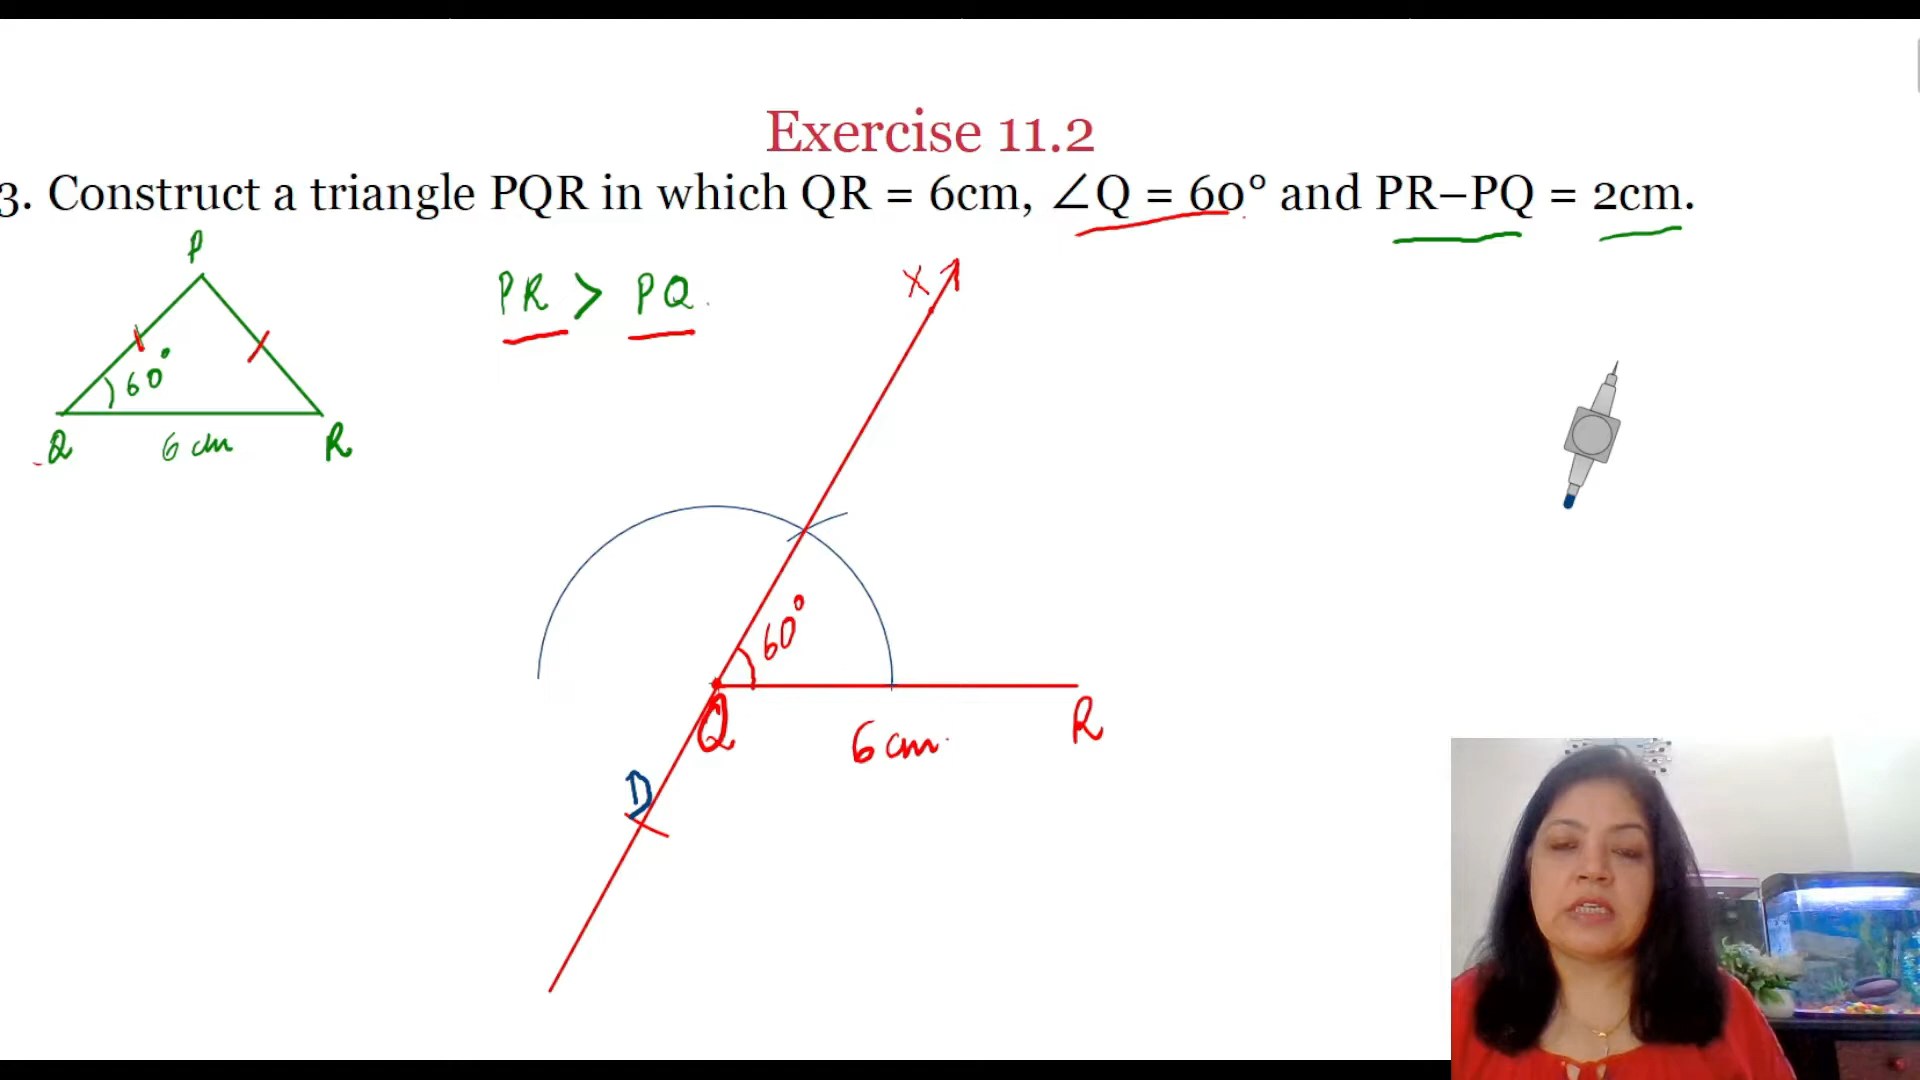 Exercise 11.2
3. Construct a triangle PQR in which QR = 6cm, ∠Q = 60° and PR–PQ = 2cm.
P
60°
Q
6 cm
R
PR > PQ.
X
60°
Q
6 cm.
R
D